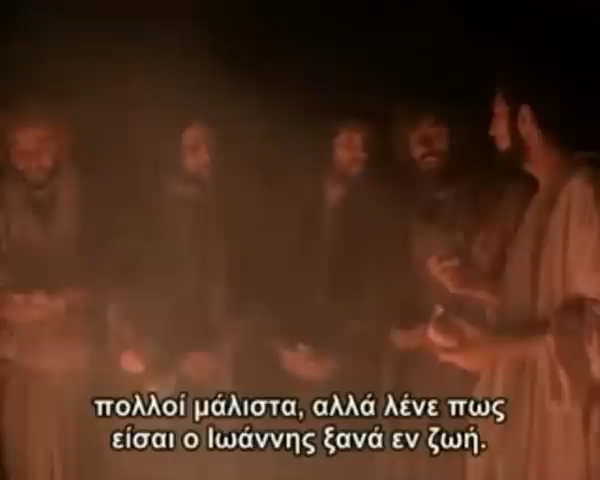 πολλοί μάλιστα, αλλά λένε πως
είσαι ο Ιωάννης ξανά εν ζωή.